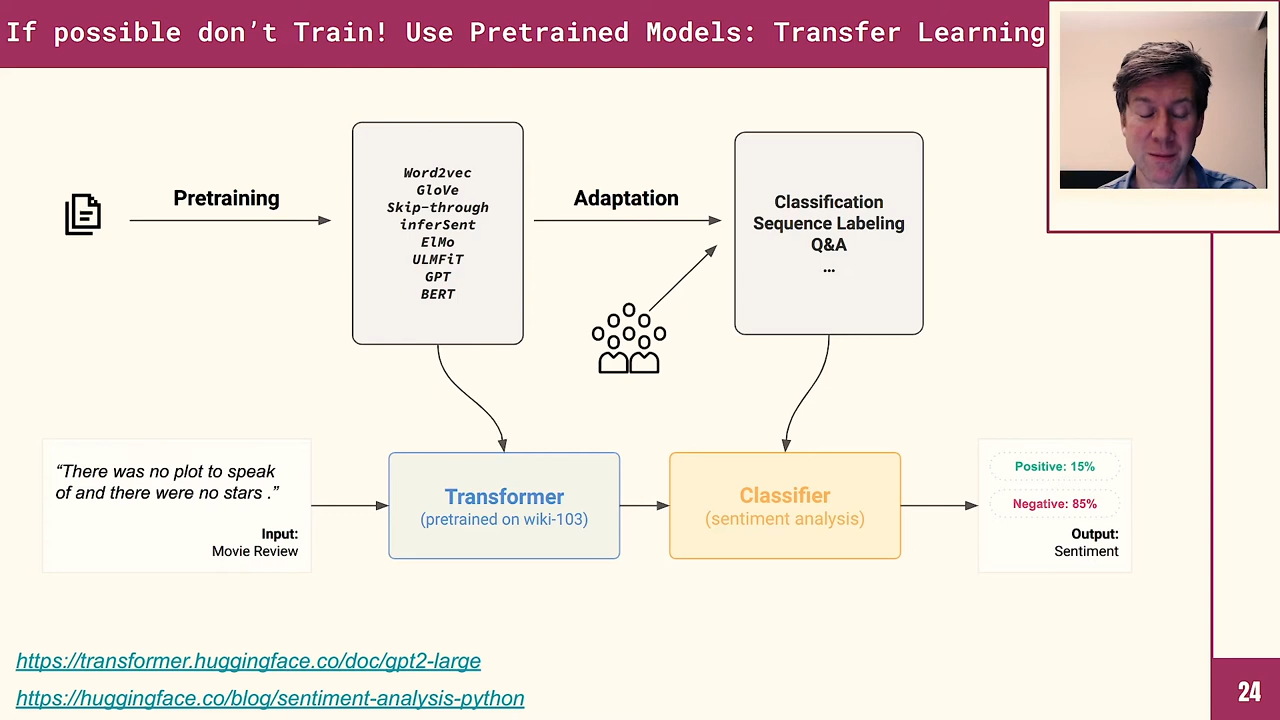 If possible don’t Train! Use Pretrained Models: Transfer Learning
Pretraining
Word2vec
GloVe
Skip-through
inferSent
ElMo
ULMFiT
GPT
BERT
Adaptation
Classification
Sequence Labeling
Q&A
...
“There was no plot to speak
of and there were no stars .”
Input:
Movie Review
Transformer
(pretrained on wiki-103)
Classifier
(sentiment analysis)
Positive: 15%
Negative: 85%
Output:
Sentiment
https://transformer.huggingface.co/doc/gpt2-large
https://huggingface.co/blog/sentiment-analysis-python
24